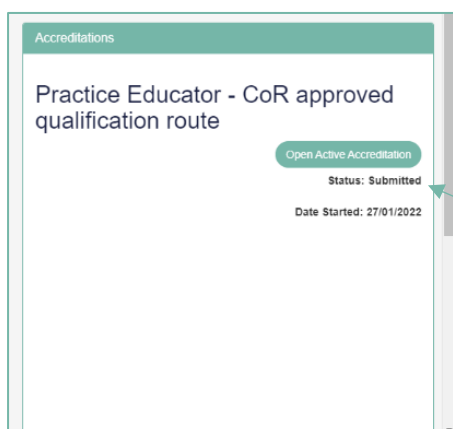 Accreditations
Practice Educator - CoR approved
qualification route
Open Active Accreditation
Status: Submitted
Date Started: 27/01/2022